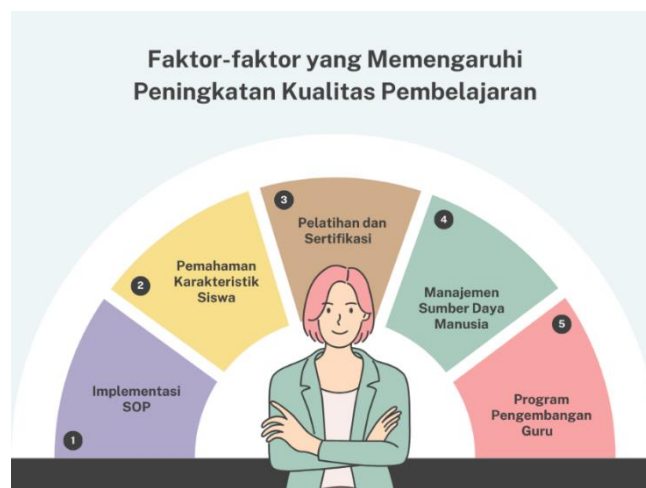 Faktor-faktor yang Memengaruhi
Peningkatan Kualitas Pembelajaran
1
Implementasi
SOP
2
Pemahaman
Karakteristik
Siswa
3
Pelatihan dan
Sertifikasi
4
Manajemen
Sumber Daya
Manusia
5
Program
Pengembangan
Guru